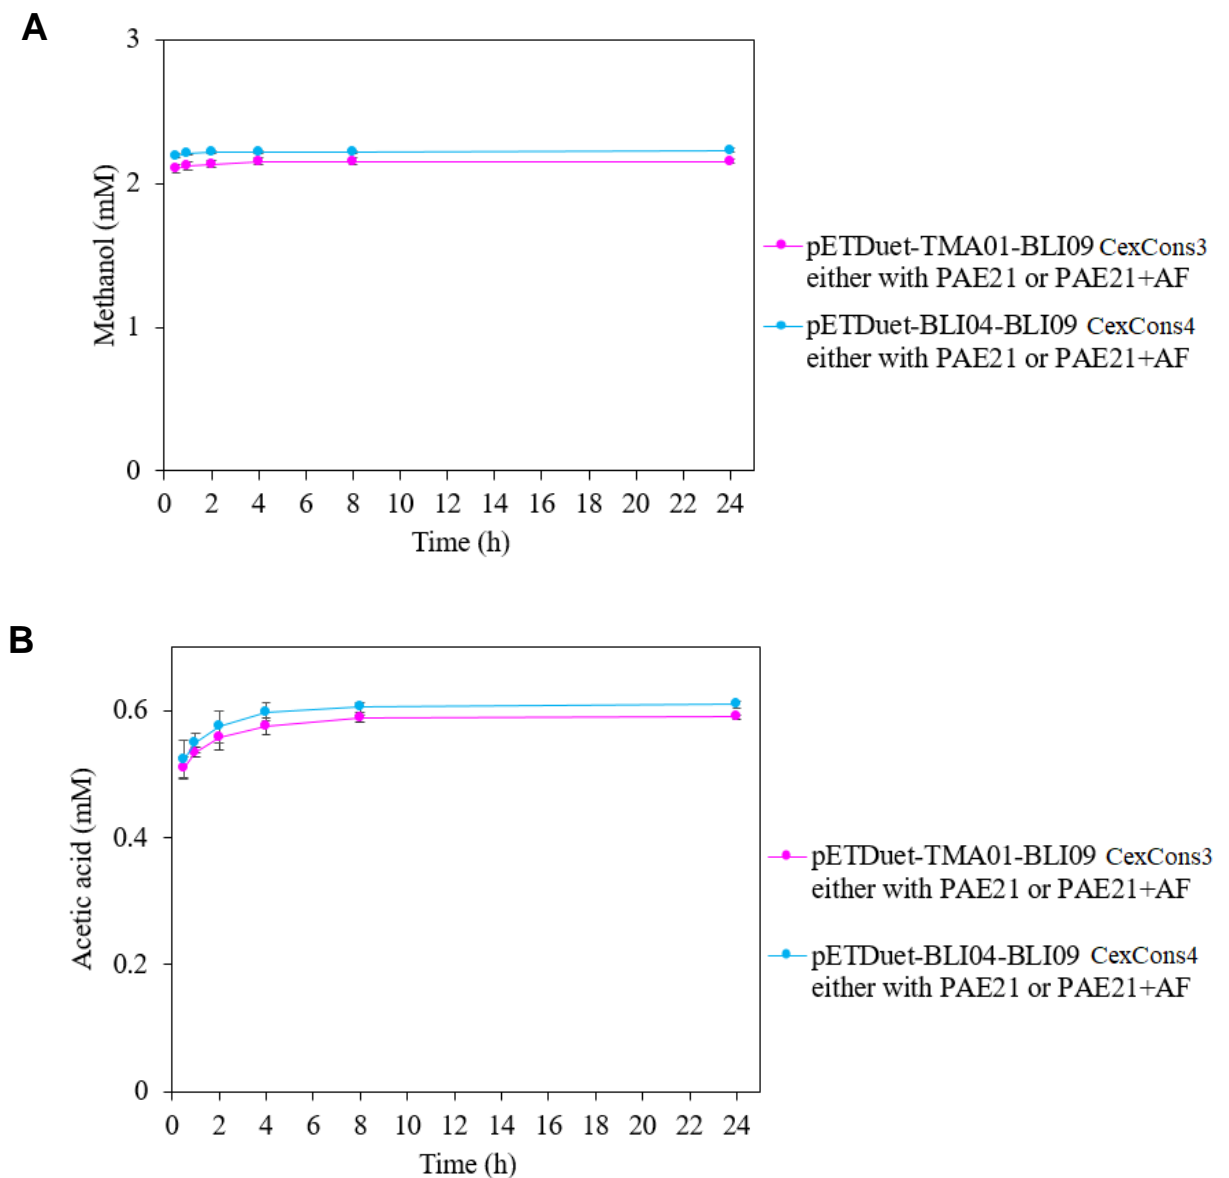 A
3
2
1
0
Methanol (mM)
0 2 4 6 8 10 12 14 16 18 20 22 24
Time (h)
pETDuet-TMA01-BLI09 CexCons3
either with PAE21 or PAE21+AF
pETDuet-BLI04-BLI09 CexCons4
either with PAE21 or PAE21+AF
B
0.6
0.4
0.2
0
Acetic acid (mM)
0 2 4 6 8 10 12 14 16 18 20 22 24
Time (h)
pETDuet-TMA01-BLI09 CexCons3
either with PAE21 or PAE21+AF
pETDuet-BLI04-BLI09 CexCons4
either with PAE21 or PAE21+AF